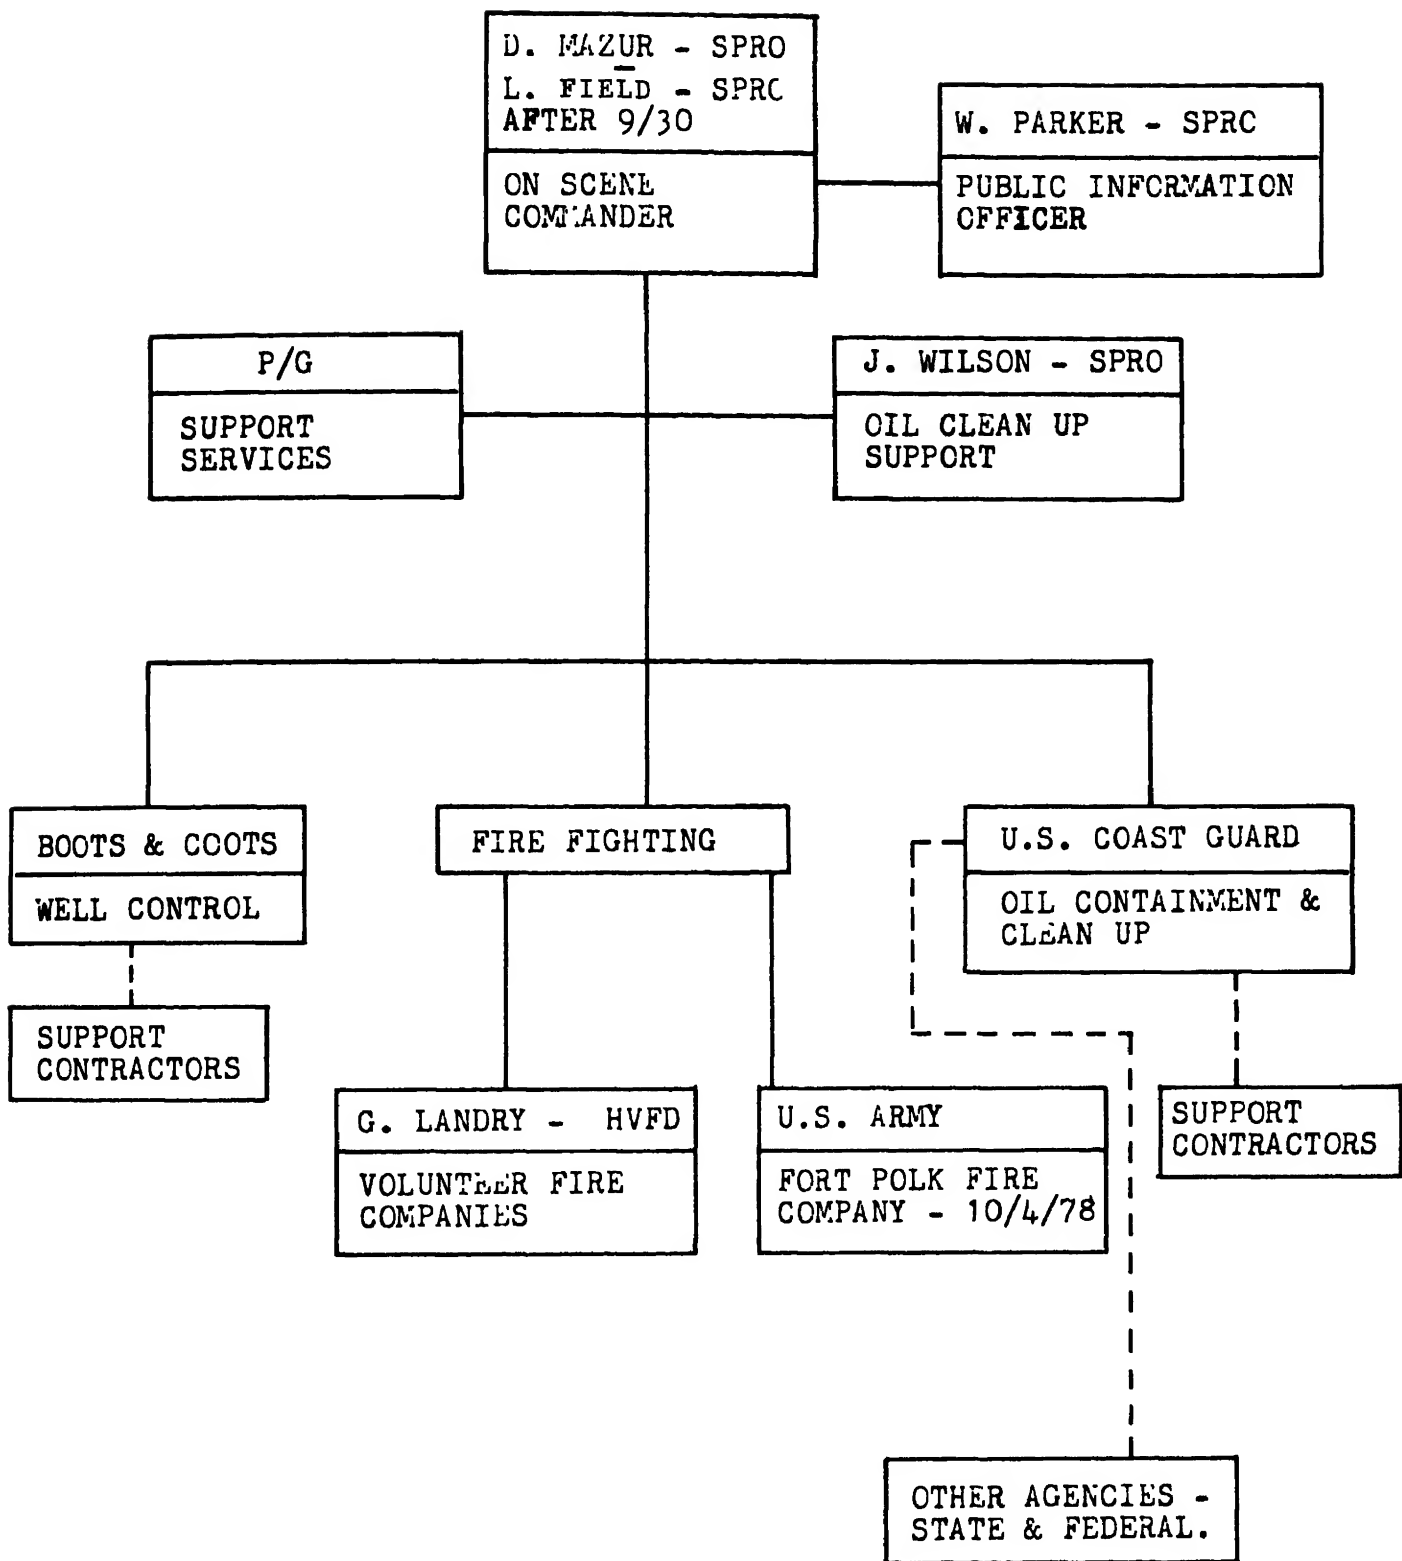 D. MAZUR - SPRO
L. FIELD - SPRO
AFTER 9/30
ON SCENE
COMMANDER
W. PARKER - SPRO
PUBLIC INFORMATION
OFFICER
P/G
SUPPORT
SERVICES
J. WILSON - SPRO
OIL CLEAN UP
SUPPORT
BOOTS & COOTS
WELL CONTROL
SUPPORT
CONTRACTORS
FIRE FIGHTING
U.S. COAST GUARD
OIL CONTAINMENT &
CLEAN UP
G. LANDRY - HVFD
VOLUNTEER FIRE
COMPANIES
U.S. ARMY
FORT POLK FIRE
COMPANY - 10/4/78
SUPPORT
CONTRACTORS
OTHER AGENCIES -
STATE & FEDERAL.